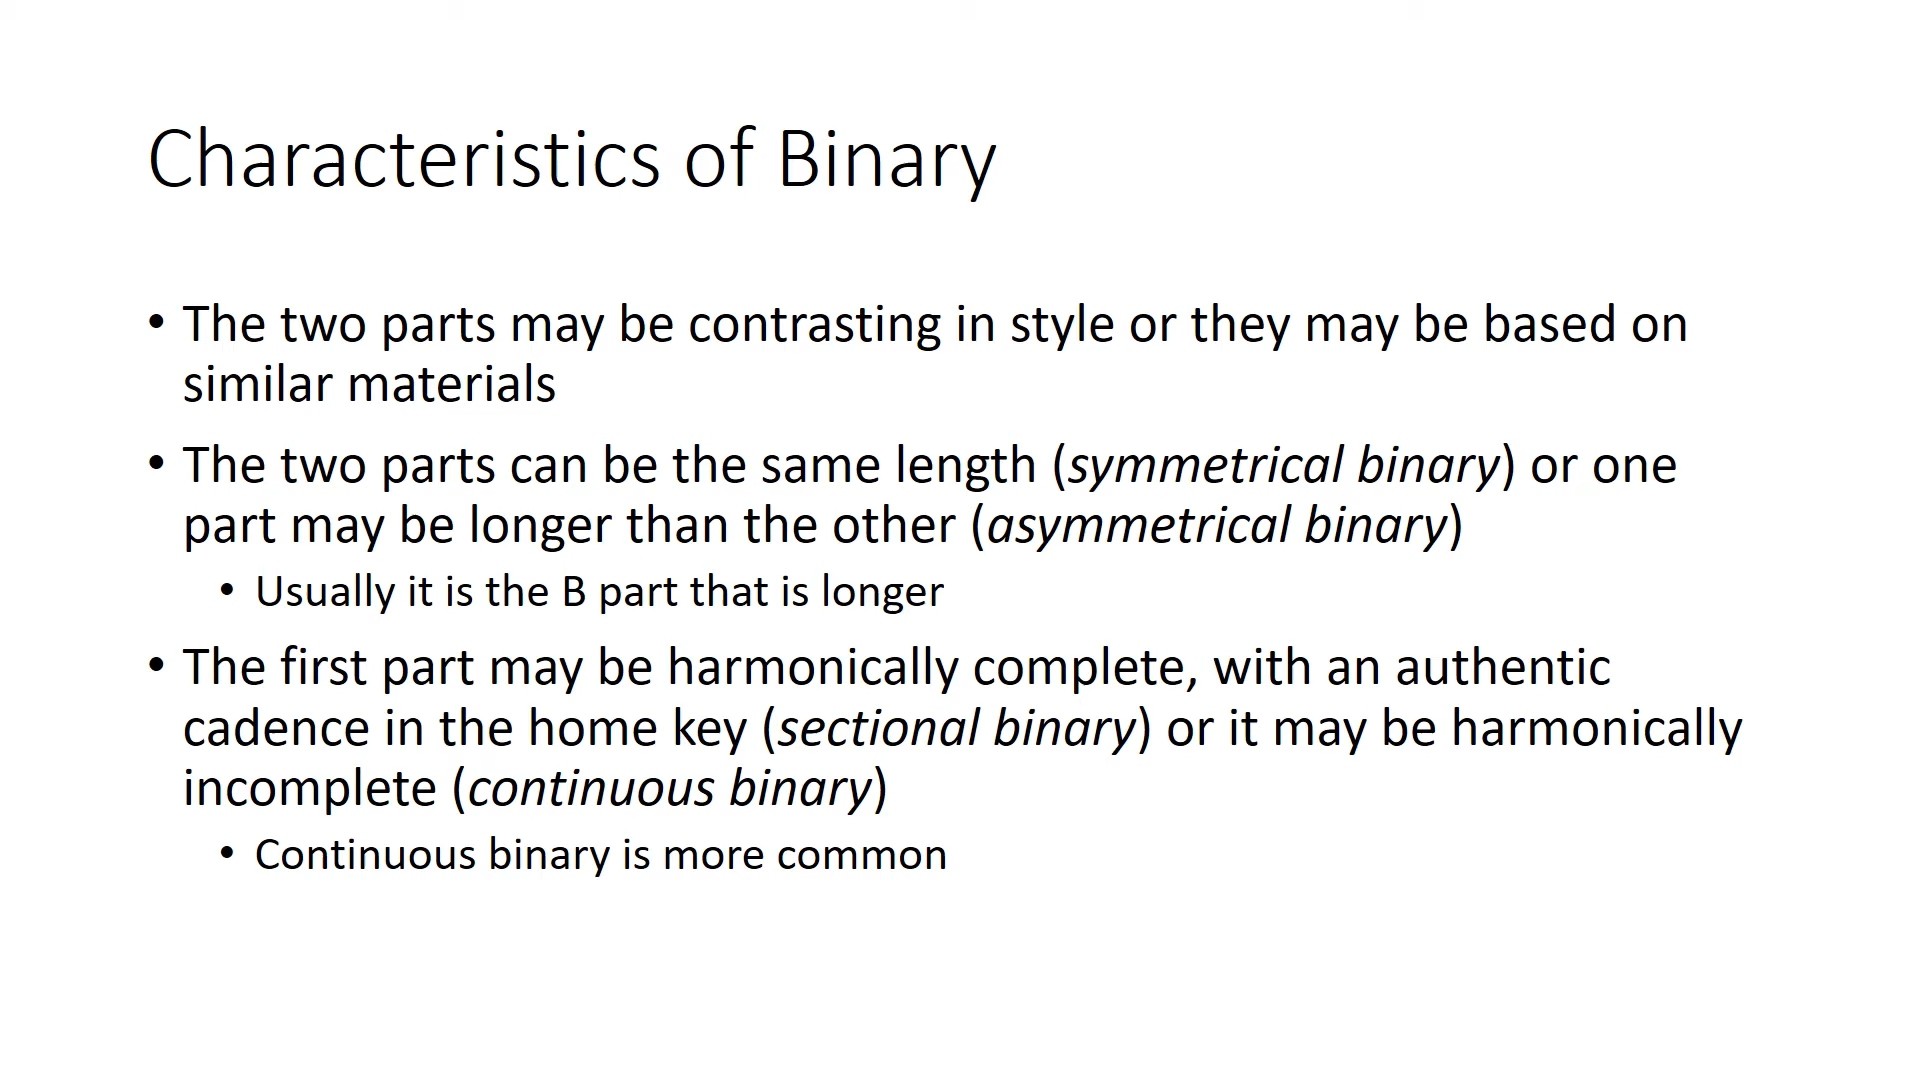 Characteristics of Binary
• The two parts may be contrasting in style or they may be based on
similar materials
• The two parts can be the same length (symmetrical binary) or one
part may be longer than the other (asymmetrical binary)
• Usually it is the B part that is longer
• The first part may be harmonically complete, with an authentic
cadence in the home key (sectional binary) or it may be harmonically
incomplete (continuous binary)
• Continuous binary is more common